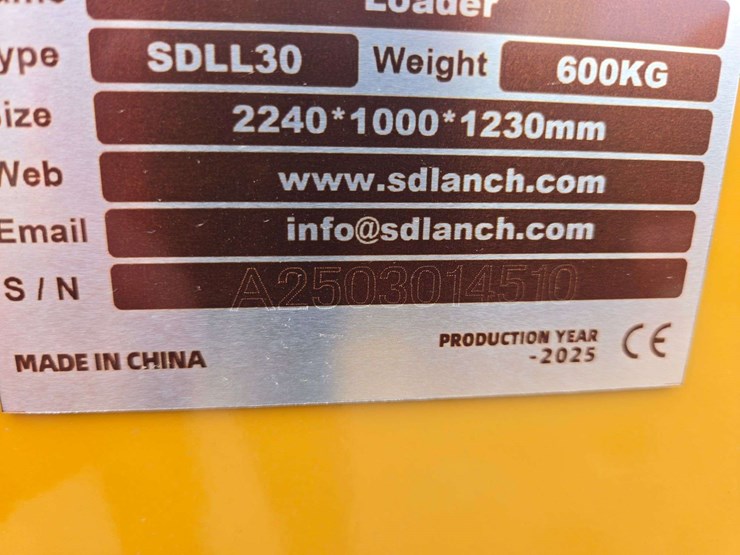 Loader
ype SDLL30 Weight 600KG
ize 2240*1000*1230mm
Web www.sdlanch.com
Email info@sdlanch.com
S / N A2503014510
MADE IN CHINA
PRODUCTION YEAR
-2025 CE